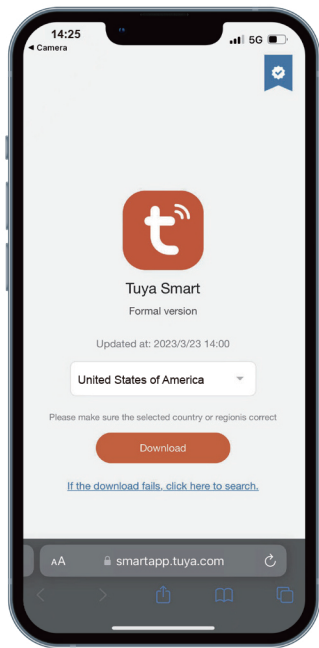 14:25
5G
Camera
Tuya Smart
Formal version
Updated at: 2023/3/23 14:00
United States of America
Please make sure the selected country or regionis correct
Download
If the download fails, click here to search.
AA
smartapp.tuya.com